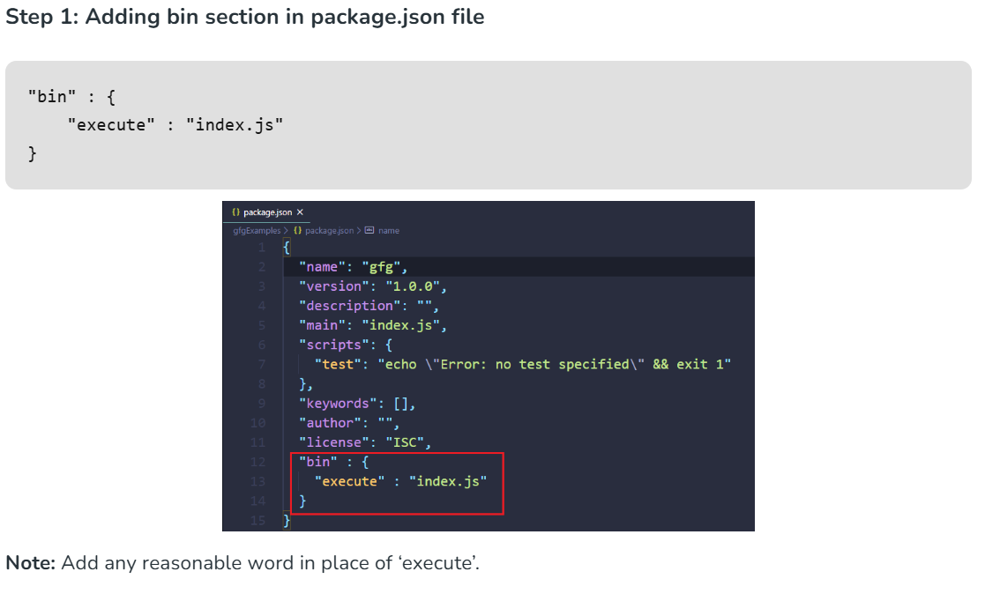 Step 1: Adding bin section in package.json file
"bin" : {
    "execute" : "index.js"
}
{} package.json ×
gfgExamples > {} package.json > name
1 {
2   "name": "gfg",
3   "version": "1.0.0",
4   "description": "",
5   "main": "index.js",
6   "scripts": {
7     "test": "echo \"Error: no test specified\" && exit 1"
8   },
9   "keywords": [],
10   "author": "",
11   "license": "ISC",
12   "bin" : {
13     "execute" : "index.js"
14   }
15 }
Note: Add any reasonable word in place of ‘execute’.